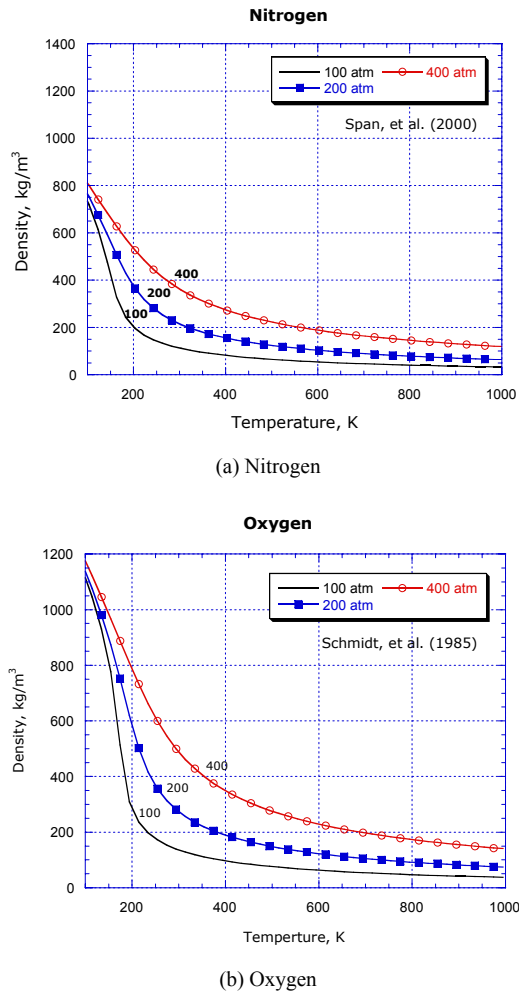 Nitrogen
1400
1200
1000
800
600
400
200
0
Density, kg/m³
100 atm
400 atm
200 atm
Span, et al. (2000)
400
200
100
200
400
600
800
1000
Temperature, K
(a) Nitrogen
Oxygen
1200
1000
800
600
400
200
0
Density, kg/m³
100 atm
400 atm
200 atm
Schmidt, et al. (1985)
400
200
100
200
400
600
800
1000
Temperture, K
(b) Oxygen